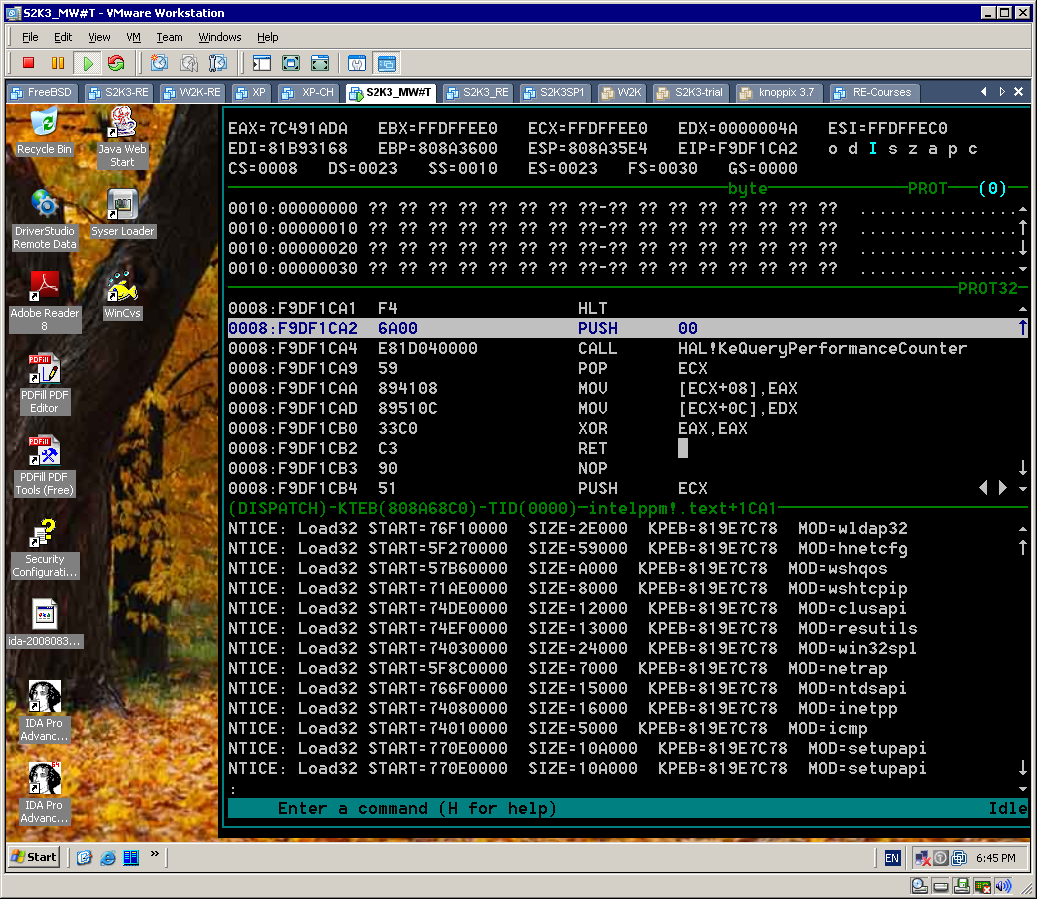 S2K3_MW#T - VMware Workstation
File Edit View VM Team Windows Help
FreeBSD S2K3-RE W2K-RE XP XP-CH S2K3_MW#T S2K3_RE S2K3SP1 W2K S2K3-trial knoppix 3.7 RE-Courses
Recycle Bin
Java Web
Start
DriverStudio
Remote Data
Syser Loader
Adobe Reader
8
WinCvs
PDFill PDF
Editor
PDFill PDF
Tools (Free)
Security
Configurati...
ida-2008083...
IDA Pro
Advanc...
IDA Pro
Advanc...
EAX=7C491ADA EBX=FFDFFEE0 ECX=FFDFFEE0 EDX=0000004A ESI=FFDFFEC0
EDI=81B93168 EBP=808A3600 ESP=808A35E4 EIP=F9DF1CA2 o d I s z a p c
CS=0008 DS=0023 SS=0010 ES=0023 FS=0030 GS=0000
byte PROT (0)
0010:00000000 ?? ?? ?? ?? ?? ?? ?? ??-?? ?? ?? ?? ?? ?? ?? ?? ................
0010:00000010 ?? ?? ?? ?? ?? ?? ?? ??-?? ?? ?? ?? ?? ?? ?? ?? ................
0010:00000020 ?? ?? ?? ?? ?? ?? ?? ??-?? ?? ?? ?? ?? ?? ?? ?? ................
0010:00000030 ?? ?? ?? ?? ?? ?? ?? ??-?? ?? ?? ?? ?? ?? ?? ?? ................
PROT32
0008:F9DF1CA1 F4 HLT
0008:F9DF1CA2 6A00 PUSH 00
0008:F9DF1CA4 E81D040000 CALL HAL!KeQueryPerformanceCounter
0008:F9DF1CA9 59 POP ECX
0008:F9DF1CAA 894108 MOV [ECX+08],EAX
0008:F9DF1CAD 89510C MOV [ECX+0C],EDX
0008:F9DF1CB0 33C0 XOR EAX,EAX
0008:F9DF1CB2 C3 RET
0008:F9DF1CB3 90 NOP
0008:F9DF1CB4 51 PUSH ECX
(DISPATCH)-KTEB(808A68C0)-TID(0000)-intelppm!.text+1CA1
NTICE: Load32 START=76F10000 SIZE=2E000 KPEB=819E7C78 MOD=wldap32
NTICE: Load32 START=5F270000 SIZE=59000 KPEB=819E7C78 MOD=hnetcfg
NTICE: Load32 START=57B60000 SIZE=A000 KPEB=819E7C78 MOD=wshqos
NTICE: Load32 START=71AE0000 SIZE=8000 KPEB=819E7C78 MOD=wshtcpip
NTICE: Load32 START=74DE0000 SIZE=12000 KPEB=819E7C78 MOD=clusapi
NTICE: Load32 START=74EF0000 SIZE=13000 KPEB=819E7C78 MOD=resutils
NTICE: Load32 START=74030000 SIZE=24000 KPEB=819E7C78 MOD=win32spl
NTICE: Load32 START=5F8C0000 SIZE=7000 KPEB=819E7C78 MOD=netrap
NTICE: Load32 START=766F0000 SIZE=15000 KPEB=819E7C78 MOD=ntdsapi
NTICE: Load32 START=74080000 SIZE=16000 KPEB=819E7C78 MOD=inetpp
NTICE: Load32 START=74010000 SIZE=5000 KPEB=819E7C78 MOD=icmp
NTICE: Load32 START=770E0000 SIZE=10A000 KPEB=819E7C78 MOD=setupapi
NTICE: Load32 START=770E0000 SIZE=10A000 KPEB=819E7C78 MOD=setupapi
:
Enter a command (H for help) Idle
Start » EN 6:45 PM